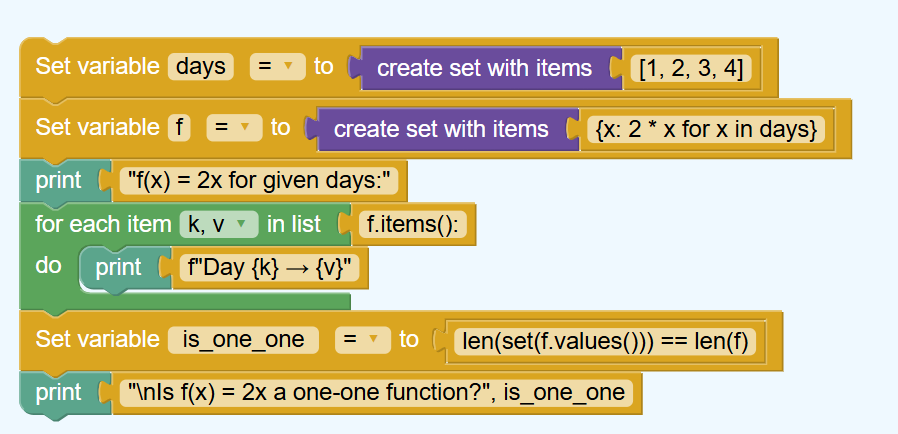 Set variable days = to create set with items [1, 2, 3, 4]
Set variable f = to create set with items {x: 2 * x for x in days}
print "f(x) = 2x for given days:"
for each item k, v in list f.items():
do print f"Day {k} → {v}"
Set variable is_one_one = to len(set(f.values())) == len(f)
print "\nIs f(x) = 2x a one-one function?", is_one_one